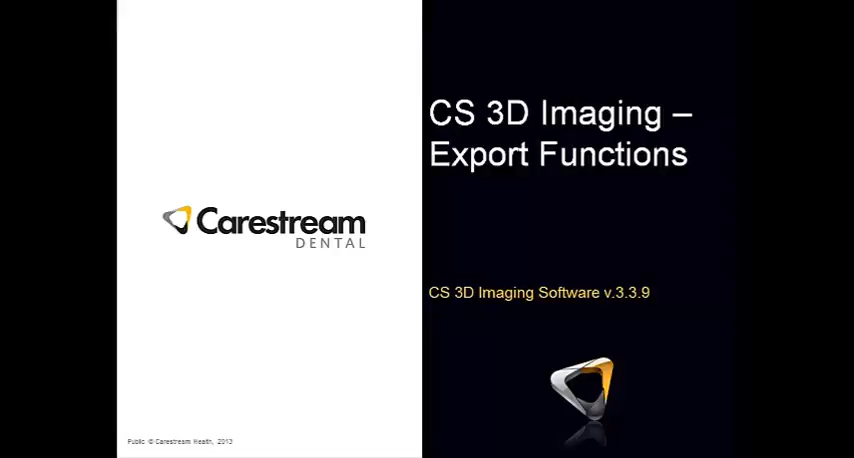 Carestream
DENTAL
Public © Carestream Health, 2013
CS 3D Imaging –
Export Functions
CS 3D Imaging Software v.3.3.9